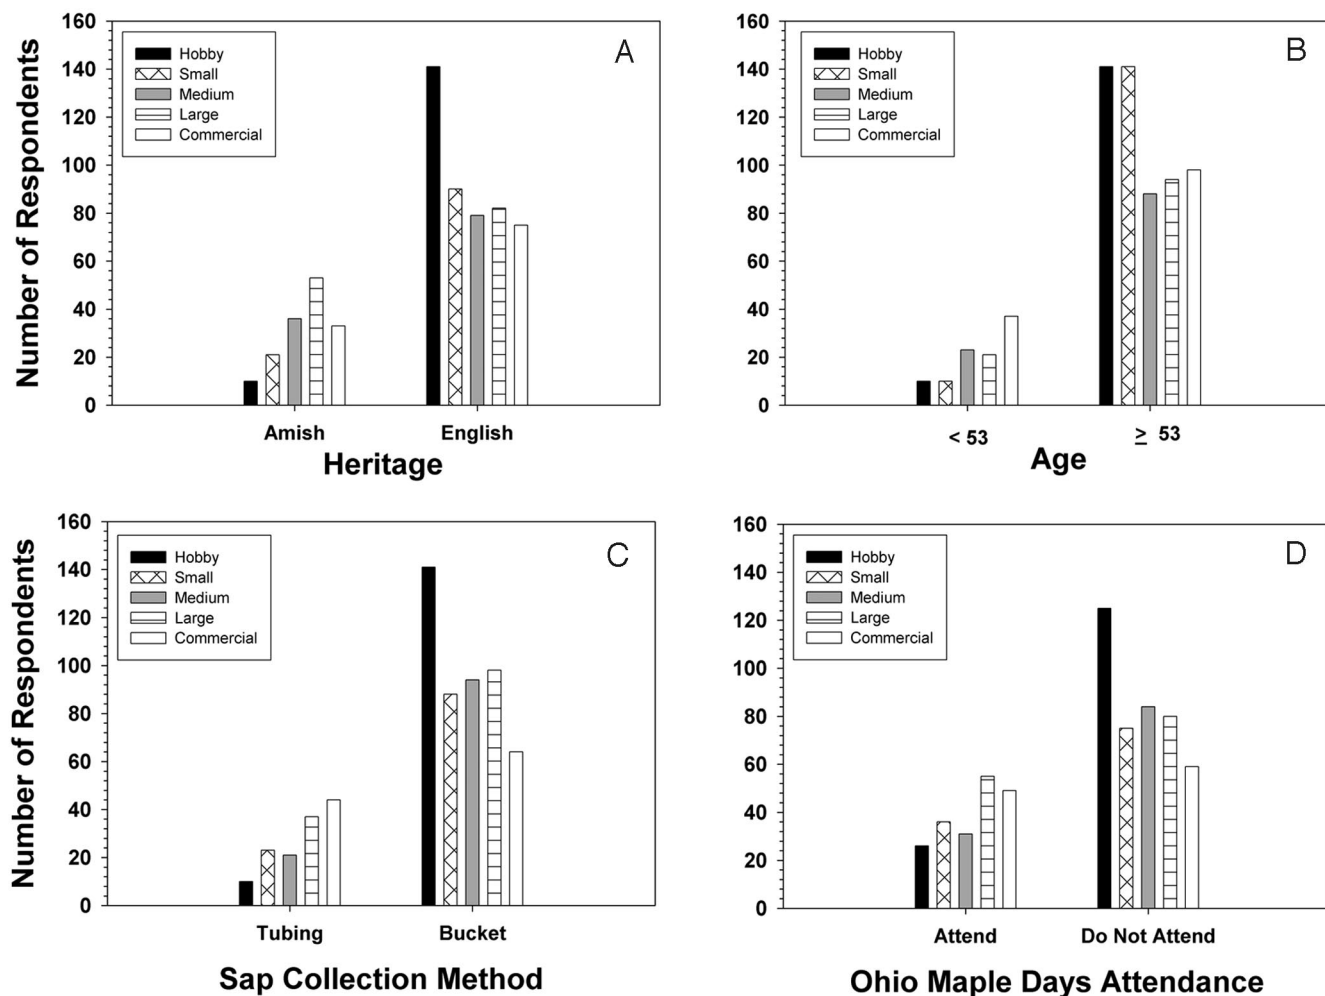 160
140
120
100
80
60
40
20
0
Number of Respondents
Hobby
Small
Medium
Large
Commercial
A
Amish English
Heritage
160
140
120
100
80
60
40
20
0
Hobby
Small
Medium
Large
Commercial
B
< 53 ≥ 53
Age
160
140
120
100
80
60
40
20
0
Number of Respondents
Hobby
Small
Medium
Large
Commercial
C
Tubing Bucket
Sap Collection Method
160
140
120
100
80
60
40
20
0
Hobby
Small
Medium
Large
Commercial
D
Attend Do Not Attend
Ohio Maple Days Attendance